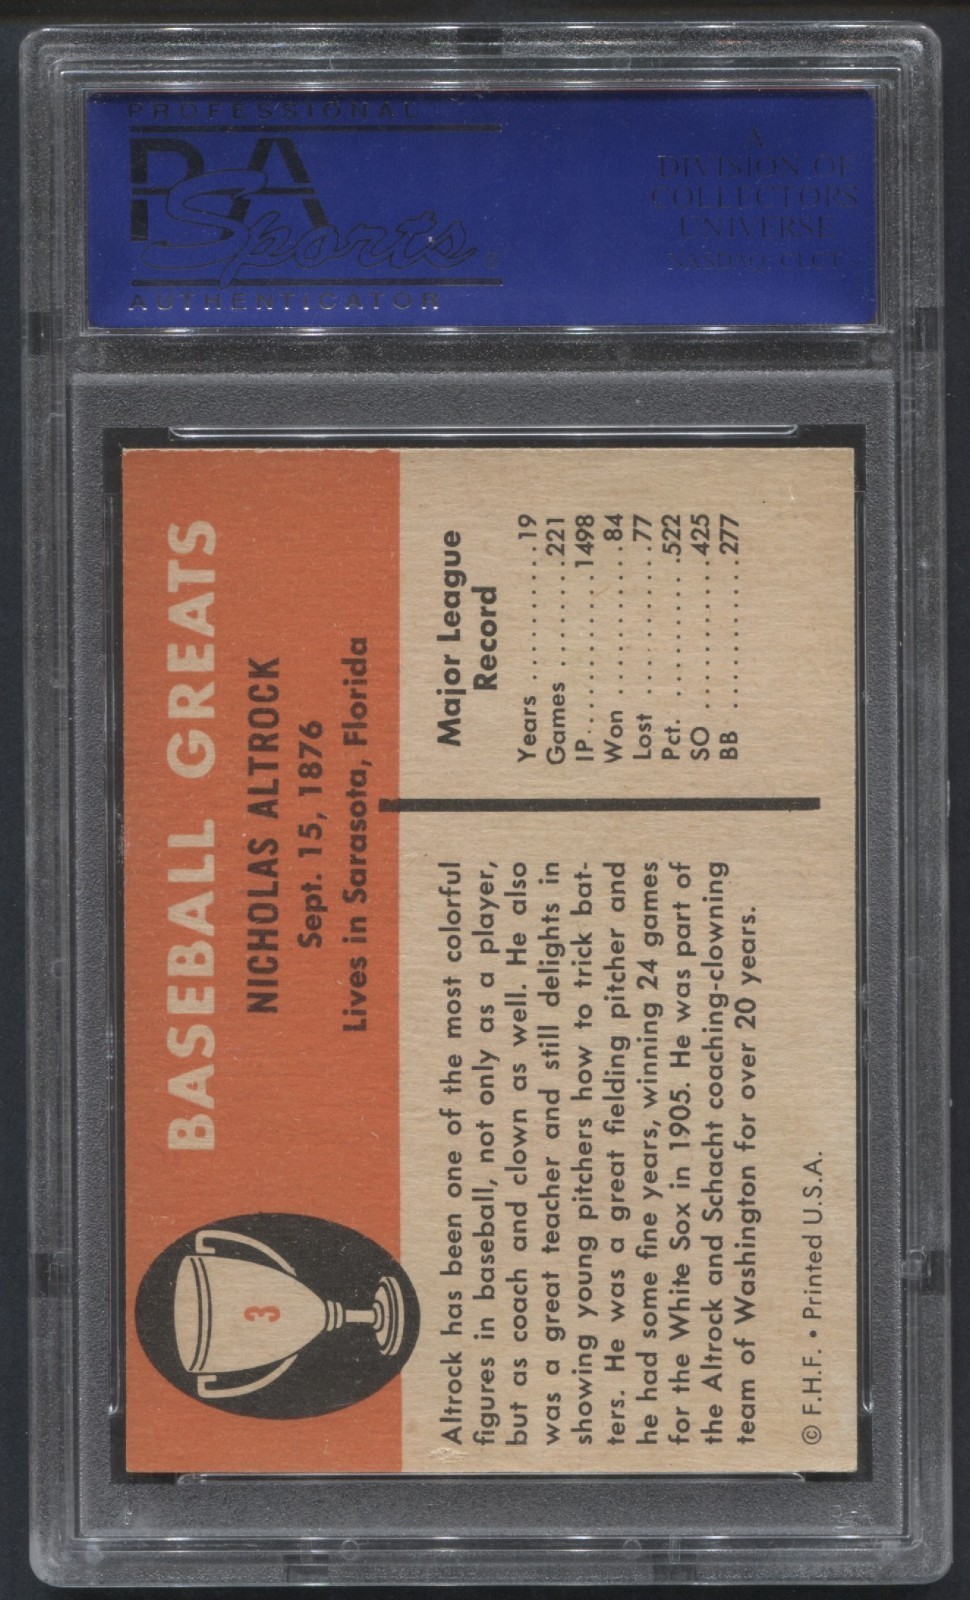 PROFESSIONAL
PSA
Sports
AUTHENTICATOR
A
DIVISION OF
COLLECTORS
UNIVERSE
NASDAQ: CLCT
3
BASEBALL GREATS
NICHOLAS ALTROCK
Sept. 15, 1876
Lives in Sarasota, Florida
Altrock has been one of the most colorful
figures in baseball, not only as a player,
but as coach and clown as well. He also
was a great teacher and still delights in
showing young pitchers how to trick bat-
ters. He was a great fielding pitcher and
he had some fine years, winning 24 games
for the White Sox in 1905. He was part of
the Altrock and Schacht coaching-clowning
team of Washington for over 20 years.
© F.H.F. • Printed U.S.A.
Major League
Record
Years . . . . . . . . . . 19
Games . . . . . . . . 221
IP. . . . . . . . . . . 1498
Won . . . . . . . . . . 84
Lost . . . . . . . . . . 77
Pct. . . . . . . . . . .522
SO . . . . . . . . . . 425
BB . . . . . . . . . . 277